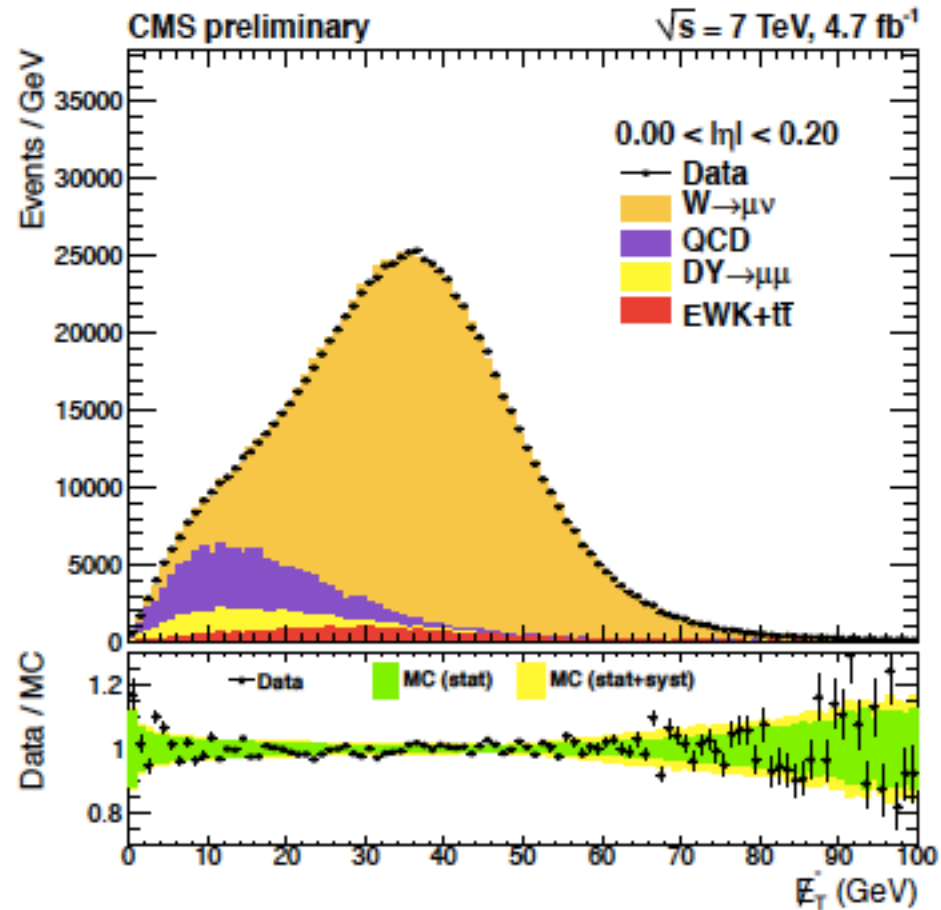 CMS preliminary √s = 7 TeV, 4.7 fb⁻¹
Events / GeV
35000
30000
25000
20000
15000
10000
5000
0
0.00 < |η| < 0.20
Data
W→μν
QCD
DY→μμ
EWK+tt̄
Data / MC
1.2
1
0.8
Data MC (stat) MC (stat+syst)
0 10 20 30 40 50 60 70 80 90 100
E̸_T (GeV)